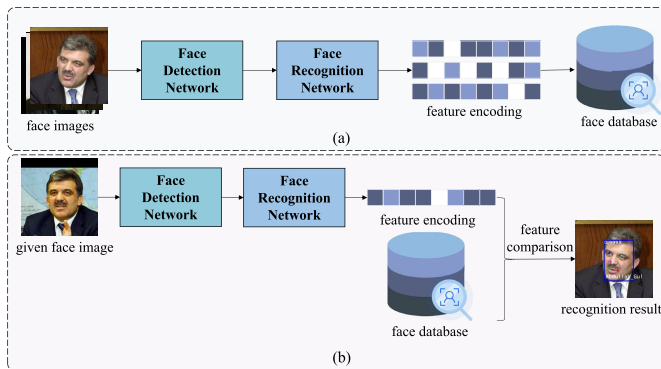 Face
Detection
Network
Face
Recognition
Network
face images
feature encoding
face database
(a)
Face
Detection
Network
Face
Recognition
Network
given face image
feature encoding
feature
comparison
face database
recognition result
(b)